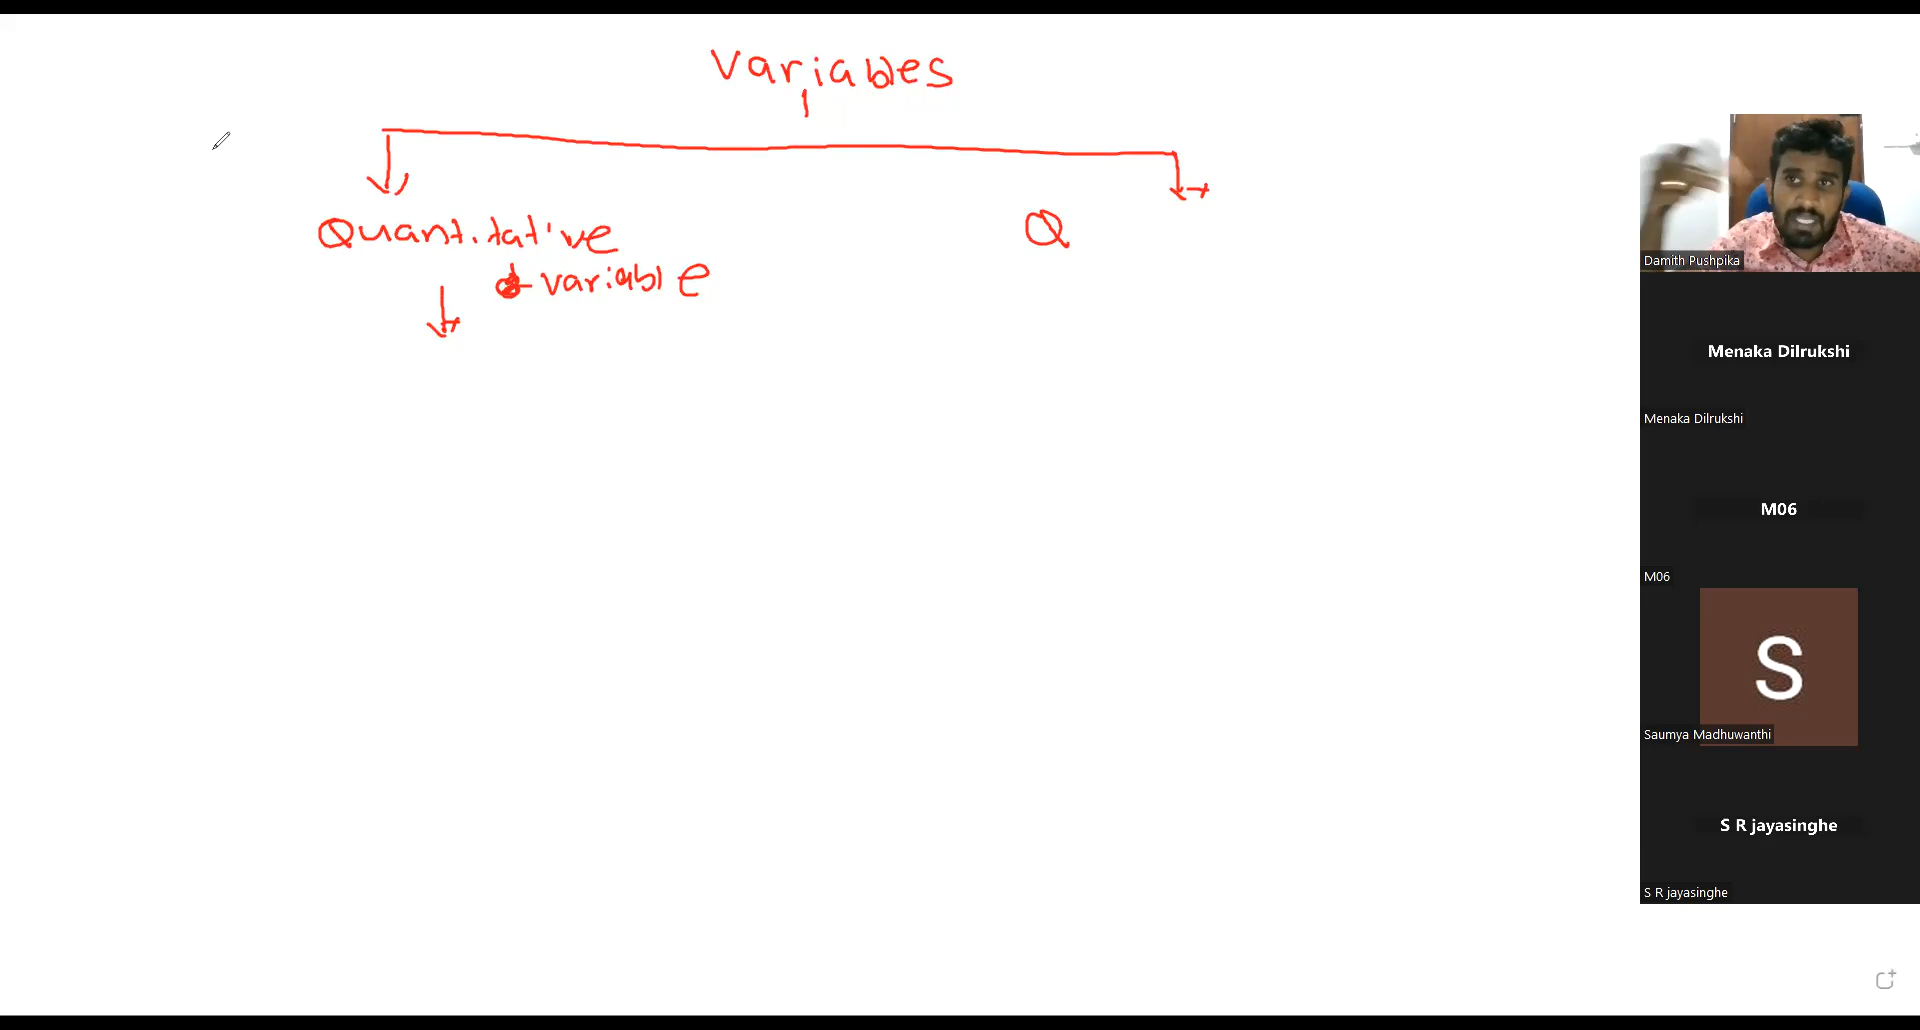 Variables
Quantitative
variable
Q
Damith Pushpika
Menaka Dilrukshi
Menaka Dilrukshi
M06
M06
S
Saumya Madhuwanthi
S R jayasinghe
S R jayasinghe